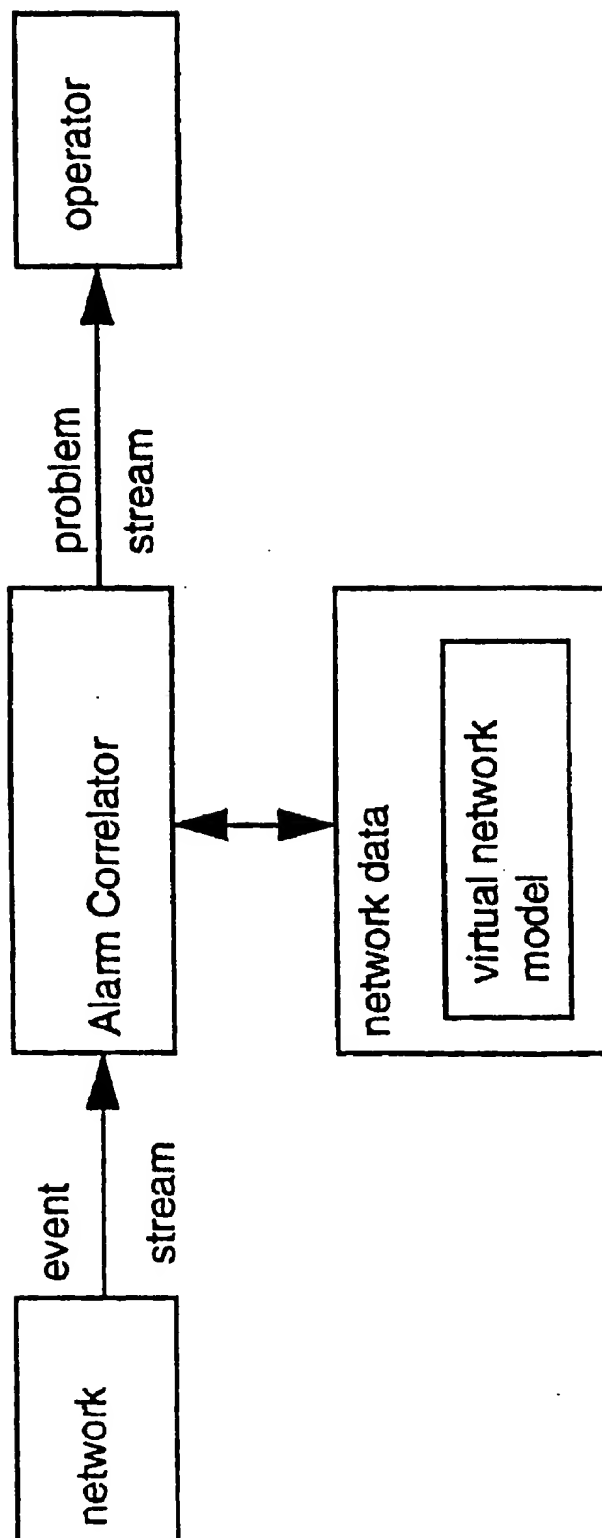 network
event
stream
Alarm Correlator
problem
stream
operator
network data
virtual network
model